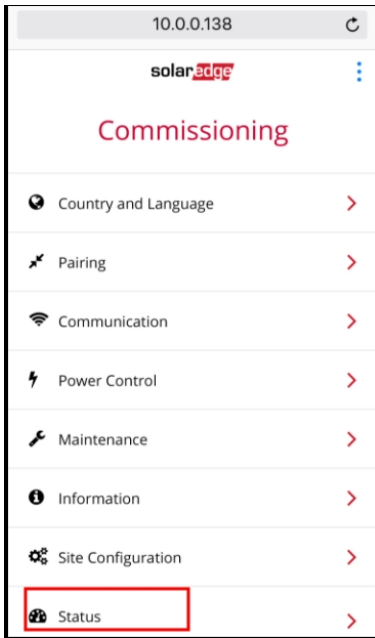 10.0.0.138
solaredge
Commissioning
Country and Language
Pairing
Communication
Power Control
Maintenance
Information
Site Configuration
Status